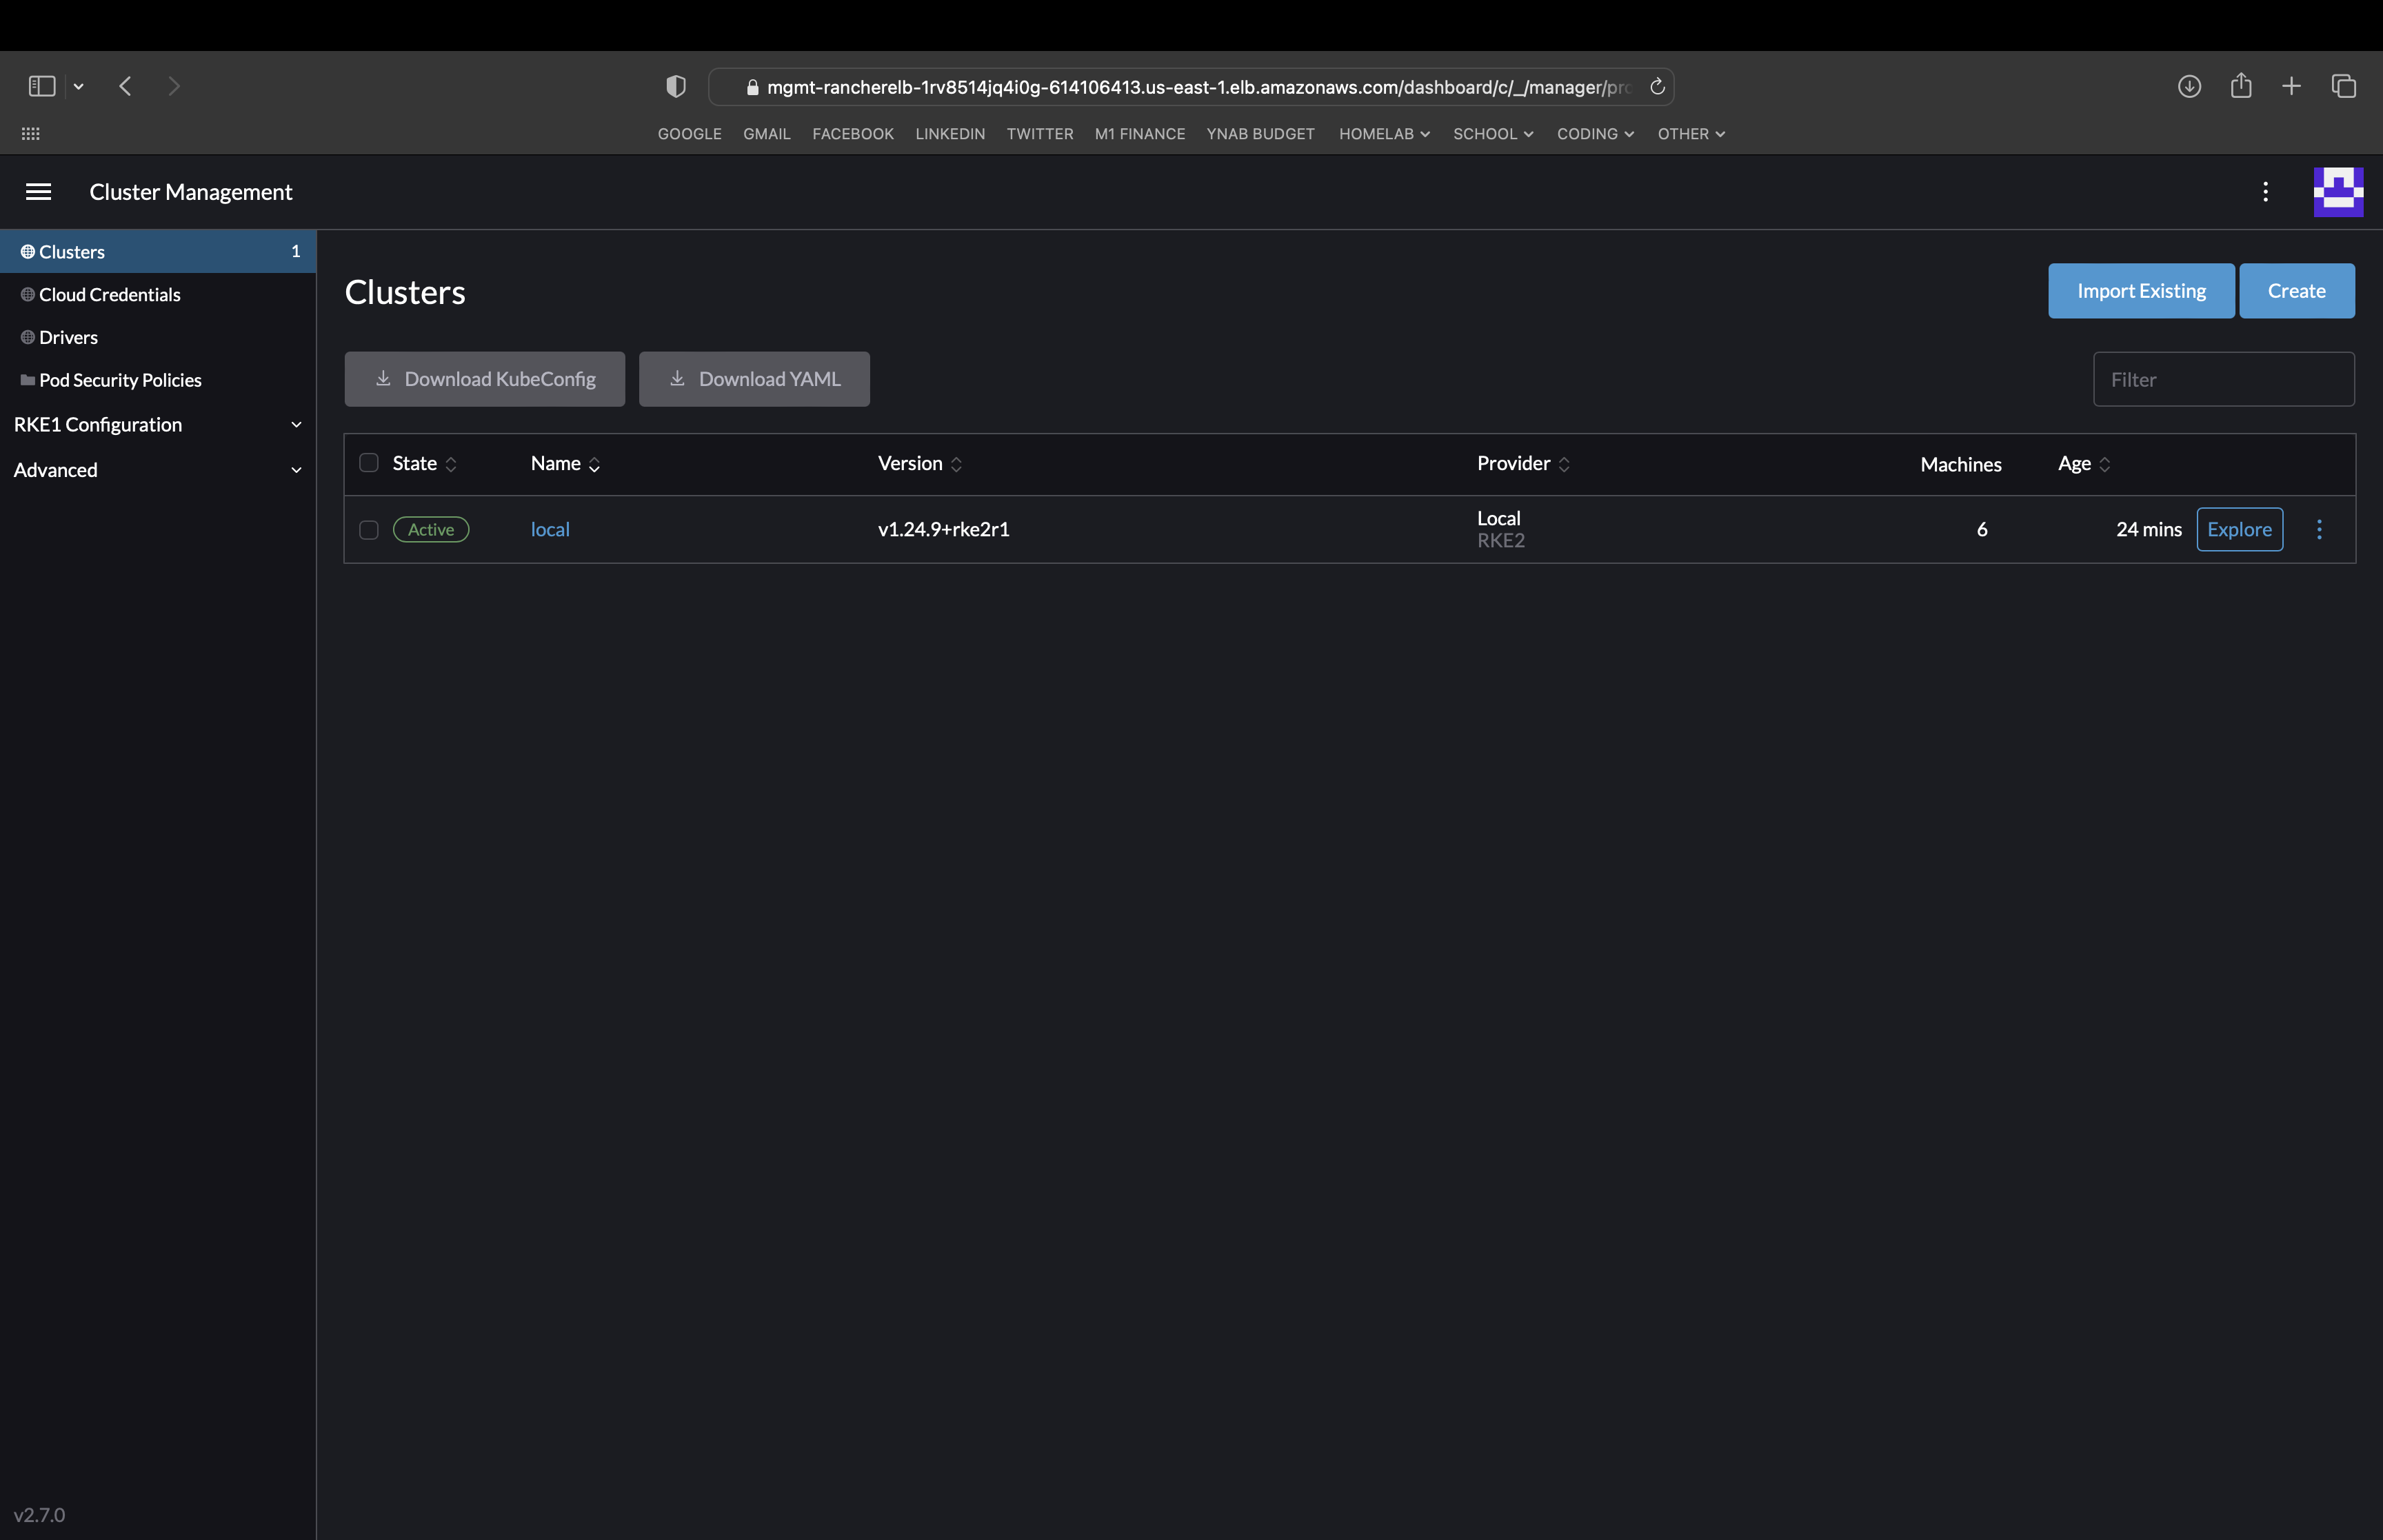 mgmt-rancherelb-1rv8514jq4i0g-614106413.us-east-1.elb.amazonaws.com/dashboard/c/_/manager/pro
GOOGLE GMAIL FACEBOOK LINKEDIN TWITTER M1 FINANCE YNAB BUDGET HOMELAB SCHOOL CODING OTHER
Cluster Management
Clusters 1
Cloud Credentials
Drivers
Pod Security Policies
RKE1 Configuration
Advanced
v2.7.0
Clusters
Import Existing Create
Download KubeConfig Download YAML Filter
State Name Version Provider Machines Age
Active local v1.24.9+rke2r1 Local 6 24 mins Explore
RKE2